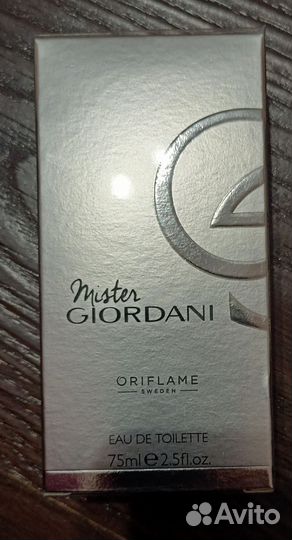 Mister
GIORDANI
ORIFLAME
SWEDEN
EAU DE TOILETTE
75ml e 2.5fl.oz.
Avito